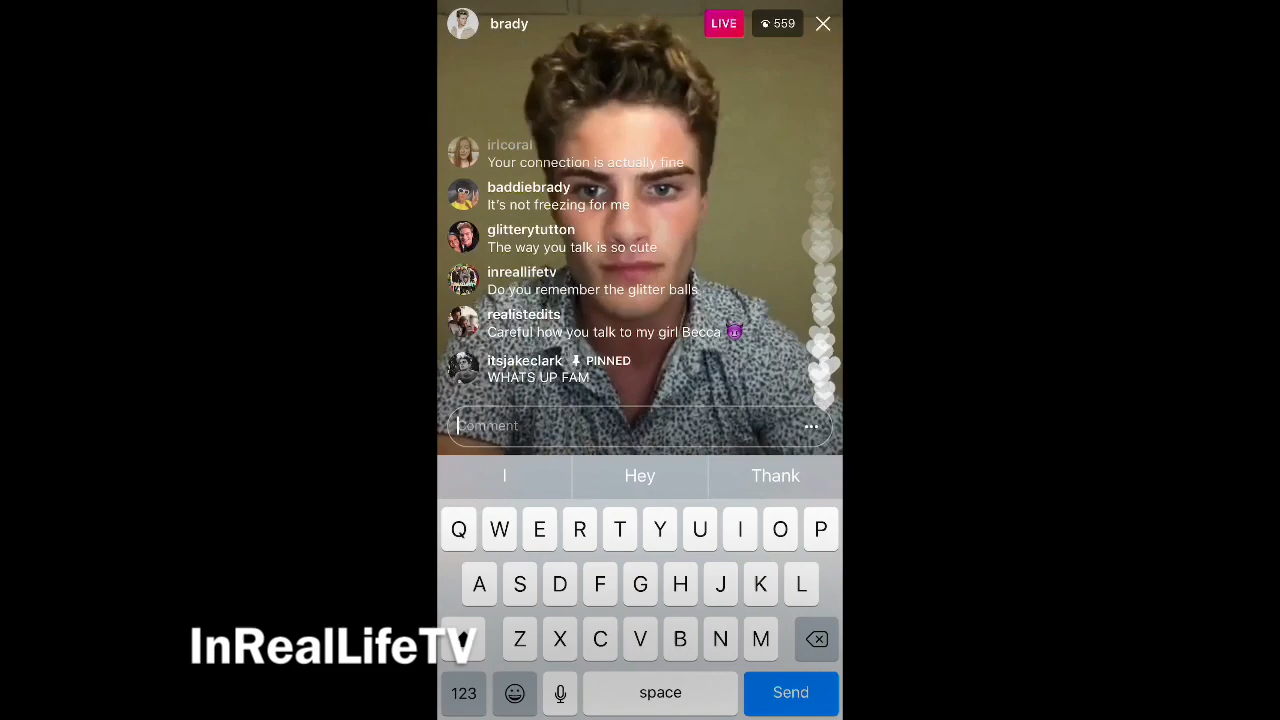 brady
LIVE
559
irlcoral
Your connection is actually fine
baddiebrady
It's not freezing for me
glitterytutton
The way you talk is so cute
inreallifetv
Do you remember the glitter balls
realistedits
Careful how you talk to my girl Becca 😈
itsjakeclark PINNED
WHATS UP FAM
Comment
I Hey Thank
Q W E R T Y U I O P
A S D F G H J K L
Z X C V B N M
InRealLifeTV
123 space Send